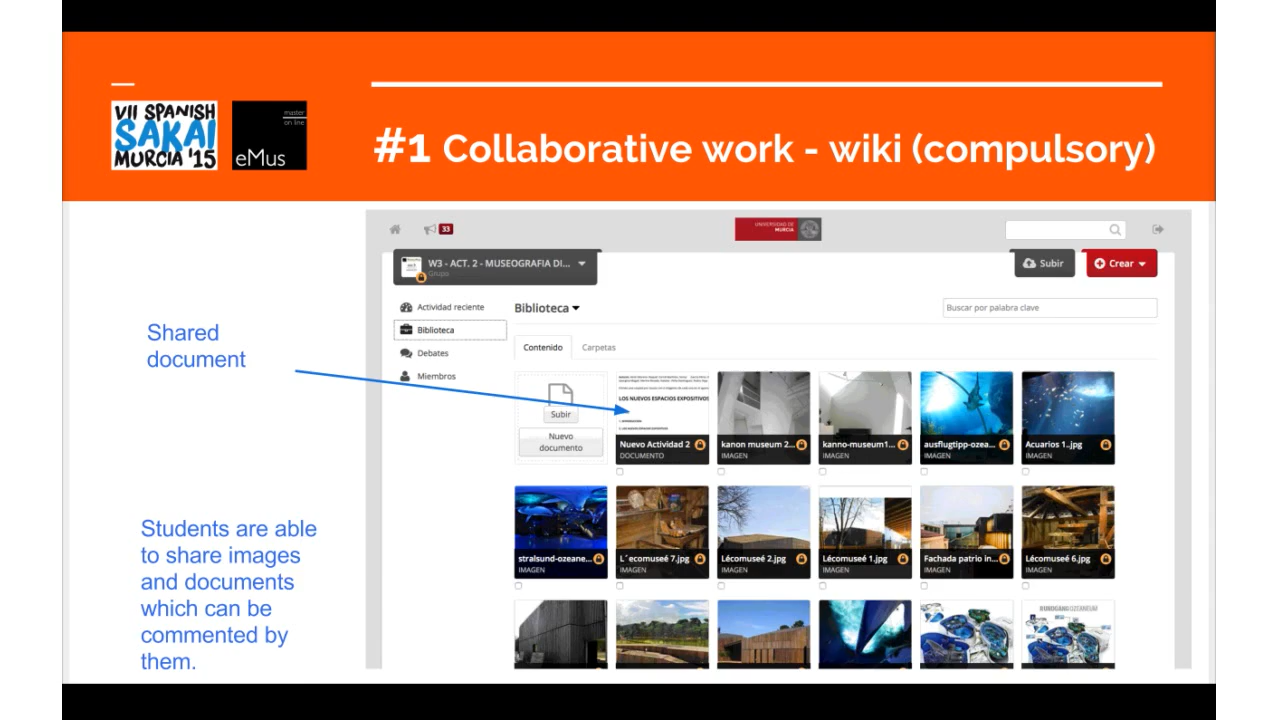 VII SPANISH
SAKAI
MURCIA '15
master
on line
eMus
#1 Collaborative work - wiki (compulsory)
33
UNIVERSIDAD DE
MURCIA
W3 - ACT. 2 - MUSEOGRAFIA DI...
Grupo
Subir
Crear
Actividad reciente
Biblioteca
Debates
Miembros
Biblioteca
Buscar por palabra clave
Contenido
Carpetas
Shared
document
Subir
Nuevo
documento
LOS NUEVOS ESPACIOS EXPOSITIVOS
Nuevo Actividad 2
DOCUMENTO
kanon museum 2...
IMAGEN
kanno-museum1...
IMAGEN
ausflugtipp-ozea...
IMAGEN
Acuarios 1..jpg
IMAGEN
stralsund-ozeane...
IMAGEN
L´ecomuseé 7.jpg
IMAGEN
Lécomuseé 2.jpg
IMAGEN
Lécomuseé 1.jpg
IMAGEN
Fachada patrio in...
IMAGEN
Lécomuseé 6.jpg
IMAGEN
Students are able
to share images
and documents
which can be
commented by
them.